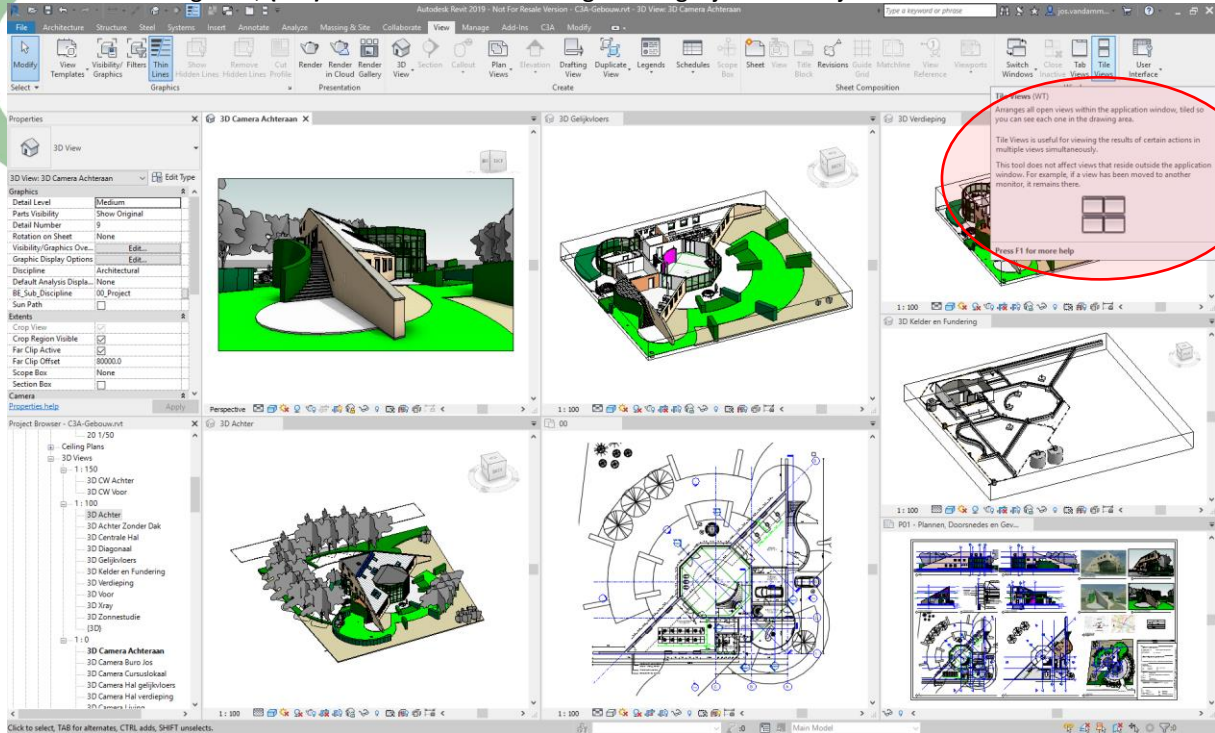 Autodesk Revit 2019 - Not For Resale Version - C3A-Gebouw.rvt - 3D View: 3D Camera Achteraan
Type a keyword or phrase
jos.vandamm...
File Architecture Structure Steel Systems Insert Annotate Analyze Massing & Site Collaborate View Manage Add-Ins C3A Modify
Modify
View Templates
Visibility/ Graphics
Filters
Thin Lines
Show Hidden Lines
Remove Hidden Lines
Cut Profile
Render
Render in Cloud
Render Gallery
3D View
Section
Callout
Plan Views
Elevation
Drafting View
Duplicate View
Legends
Schedules
Scope Box
Sheet
View
Title Block
Revisions
Guide Grid
Matchline
View Reference
Viewports
Switch Windows
Close Inactive
Tab Views
Tile Views
User Interface
Select
Graphics
Presentation
Create
Sheet Composition
Tile Views (WT)
Arranges all open views within the application window, tiled so
you can see each one in the drawing area.
Tile Views is useful for viewing the results of certain actions in
multiple views simultaneously.
This tool does not affect views that reside outside the application
window. For example, if a view has been moved to another
monitor, it remains there.
Press F1 for more help
Properties
3D View
3D View: 3D Camera Achteraan
Edit Type
Graphics
Detail Level Medium
Parts Visibility Show Original
Detail Number 9
Rotation on Sheet None
Visibility/Graphics Ove... Edit...
Graphic Display Options Edit...
Discipline Architectural
Default Analysis Displa... None
BE_Sub_Discipline 00_Project
Sun Path
Extents
Crop View
Crop Region Visible
Far Clip Active
Far Clip Offset 80000.0
Scope Box None
Section Box
Camera
Properties help
Apply
3D Camera Achteraan
3D Gelijkvloers
3D Verdieping
3D Kelder en Fundering
3D Achter
00
P01 - Plannen, Doorsnedes en Gev...
Perspective
1 : 100
1 : 100
1 : 100
1 : 100
1 : 100
Project Browser - C3A-Gebouw.rvt
20 1/50
Ceiling Plans
3D Views
1 : 150
3D CW Achter
3D CW Voor
1 : 100
3D Achter
3D Achter Zonder Dak
3D Centrale Hal
3D Diagonaal
3D Gelijkvloers
3D Kelder en Fundering
3D Verdieping
3D Voor
3D Xray
3D Zonnestudie
{3D}
1 : 0
3D Camera Achteraan
3D Camera Buro Jos
3D Camera Cursuslokaal
3D Camera Hal gelijkvloers
3D Camera Hal verdieping
3D Camera Living
Click to select, TAB for alternates, CTRL adds, SHIFT unselects.
:0
Main Model
:0